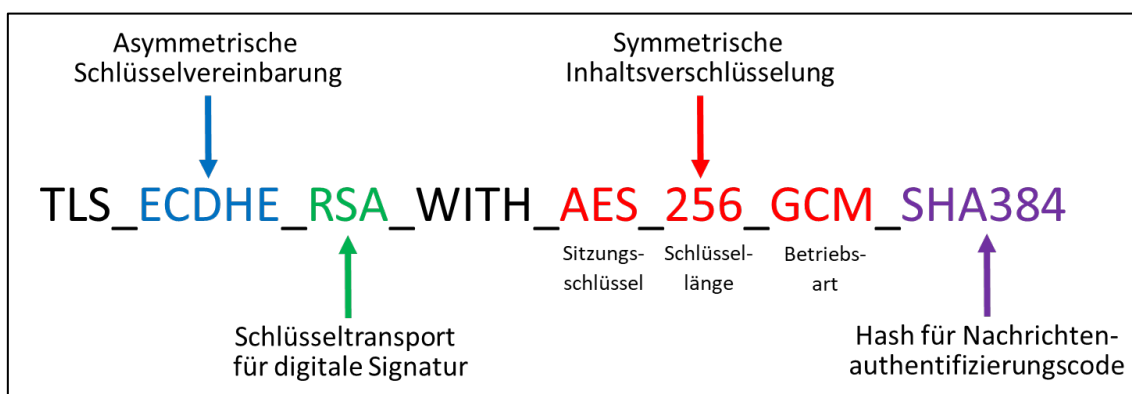 Asymmetrische
Schlüsselvereinbarung
Symmetrische
Inhaltsverschlüsselung
TLS_ECDHE_RSA_WITH_AES_256_GCM_SHA384
Sitzungs-
schlüssel
Schlüssel-
länge
Betriebs-
art
Schlüsseltransport
für digitale Signatur
Hash für Nachrichten-
authentifizierungscode